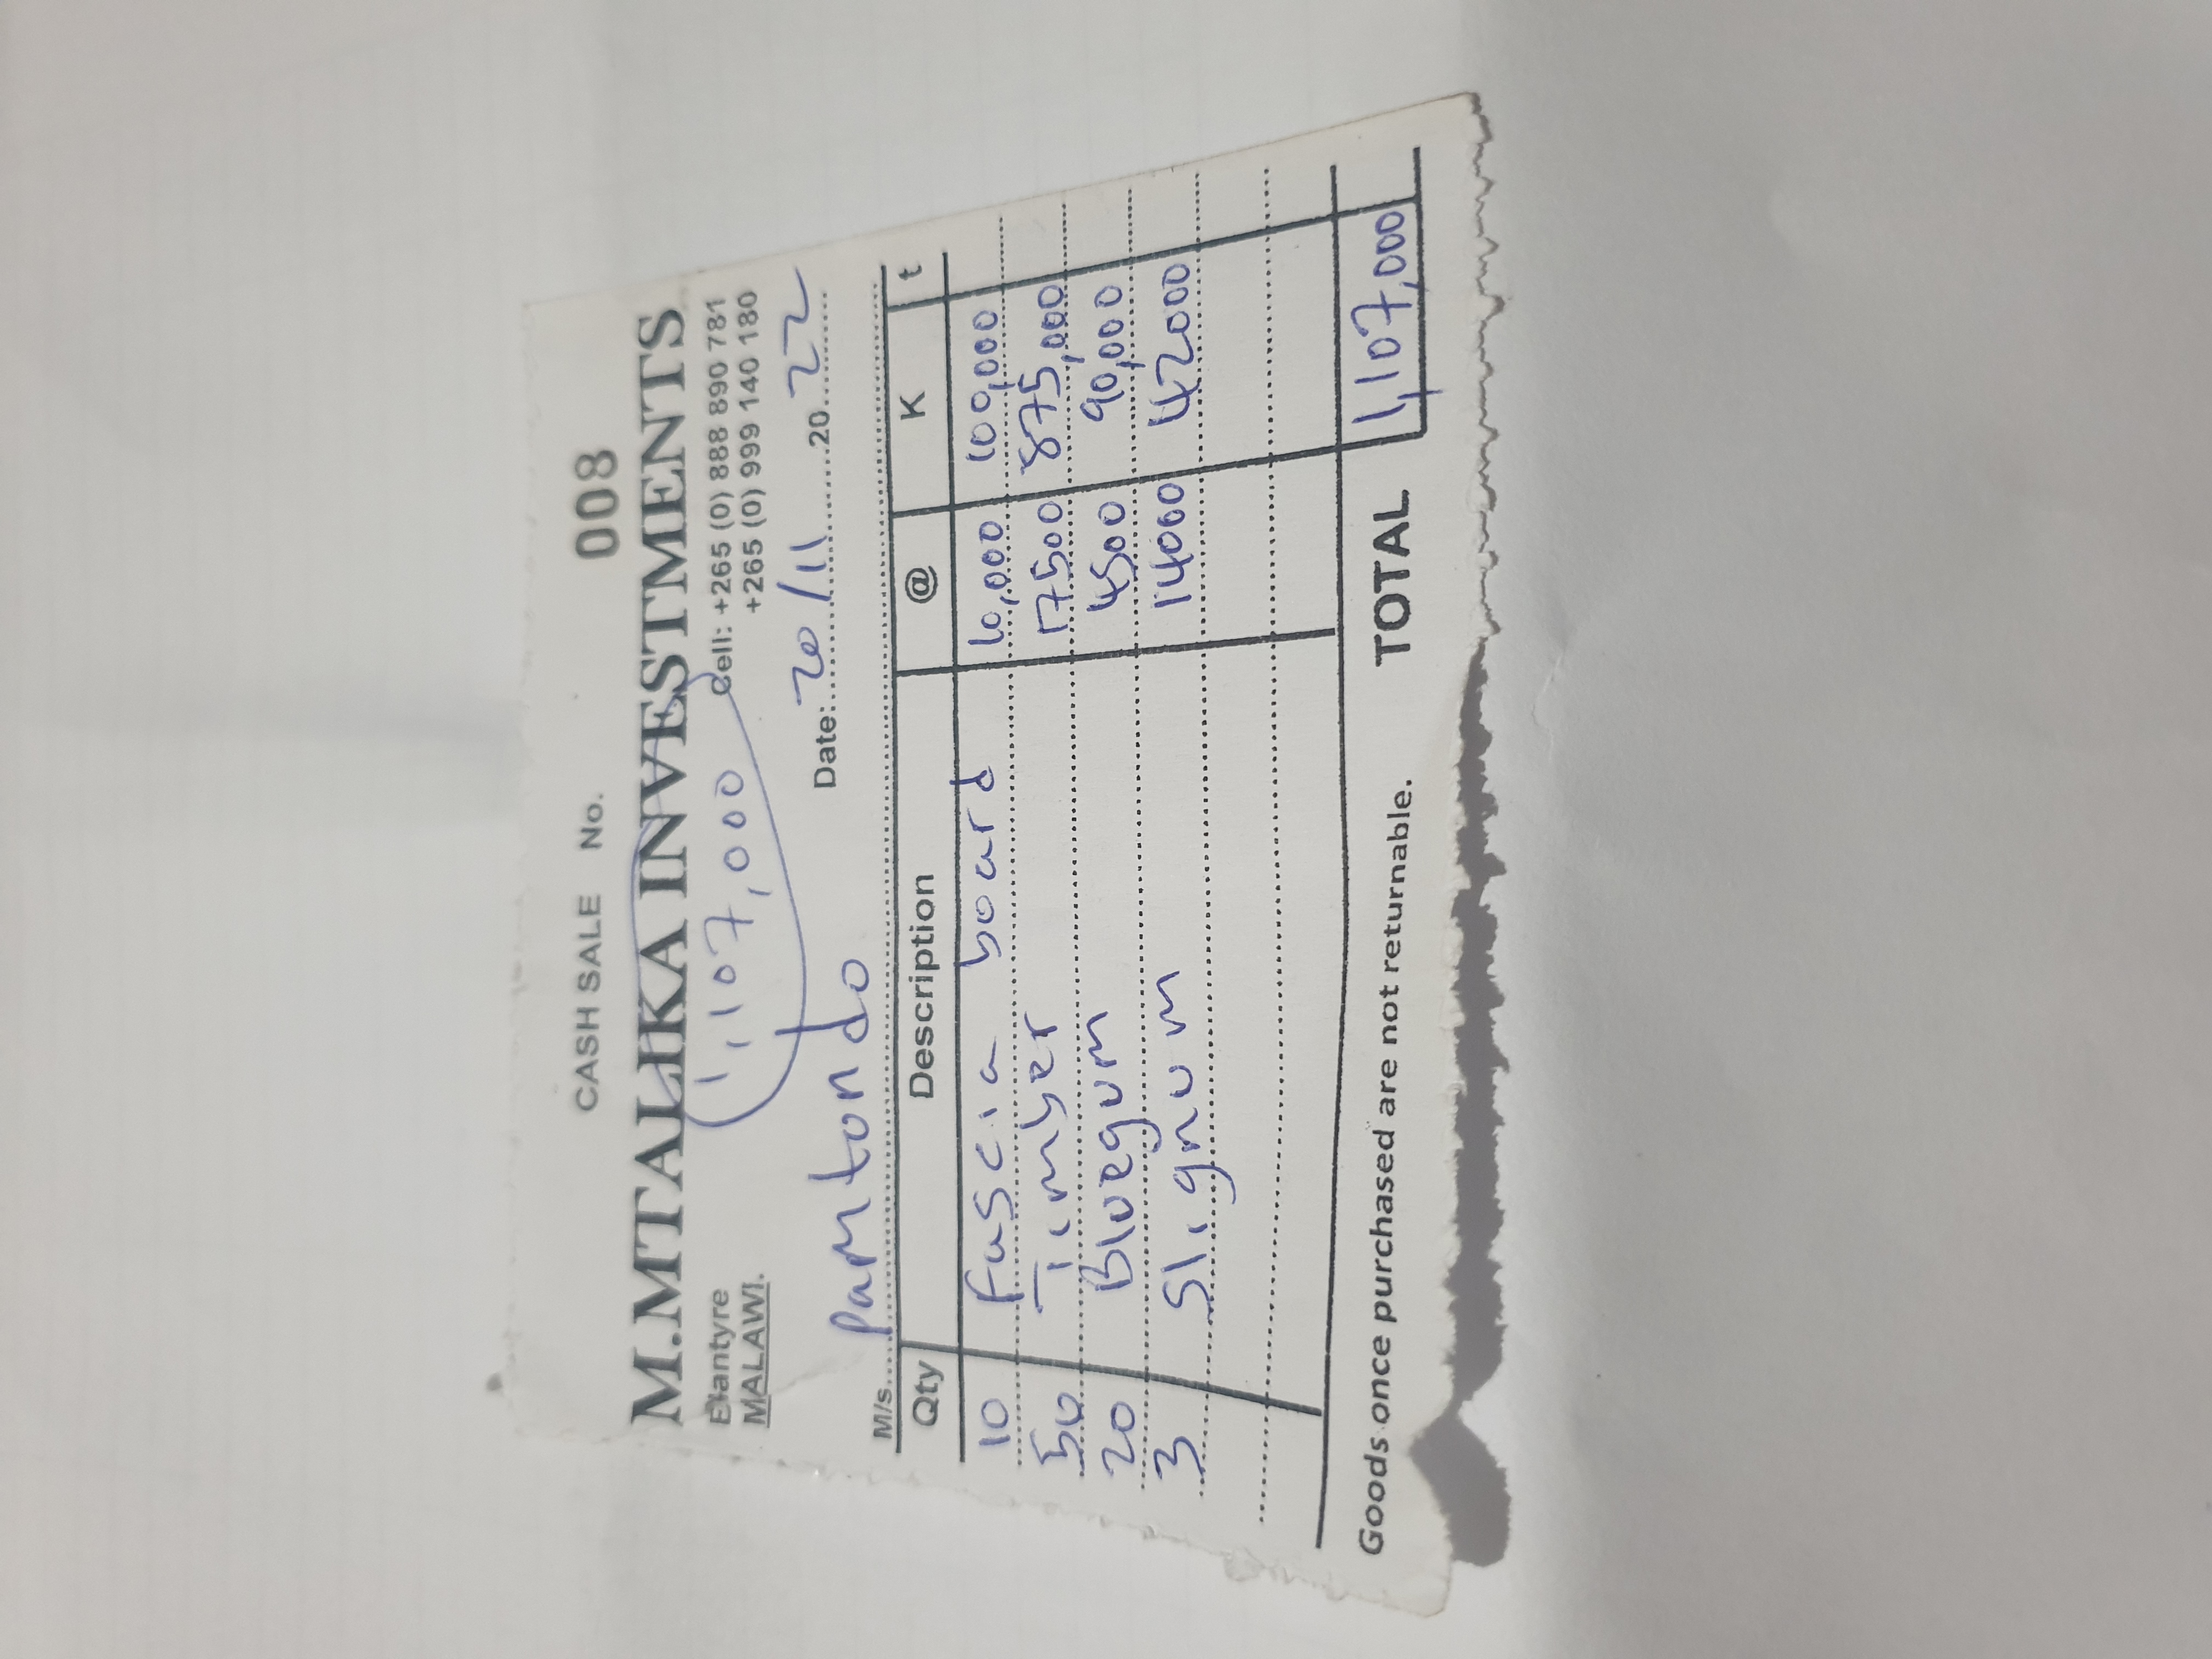 CASH SALE No. 008
M.MTALIKA INVESTMENTS
Blantyre
MALAWI.
1,107,000
Cell: +265 (0) 888 890 781
+265 (0) 999 140 180
Date: 20/11 20 22
M/s Pamtondo
Qty Description @ K t
10 Fascia board 10,000 100,000
50 Timber 17500 875,000
20 Bluegum 4500 90,000
3 Slignum 14000 42000
TOTAL 1,107,000
Goods once purchased are not returnable.